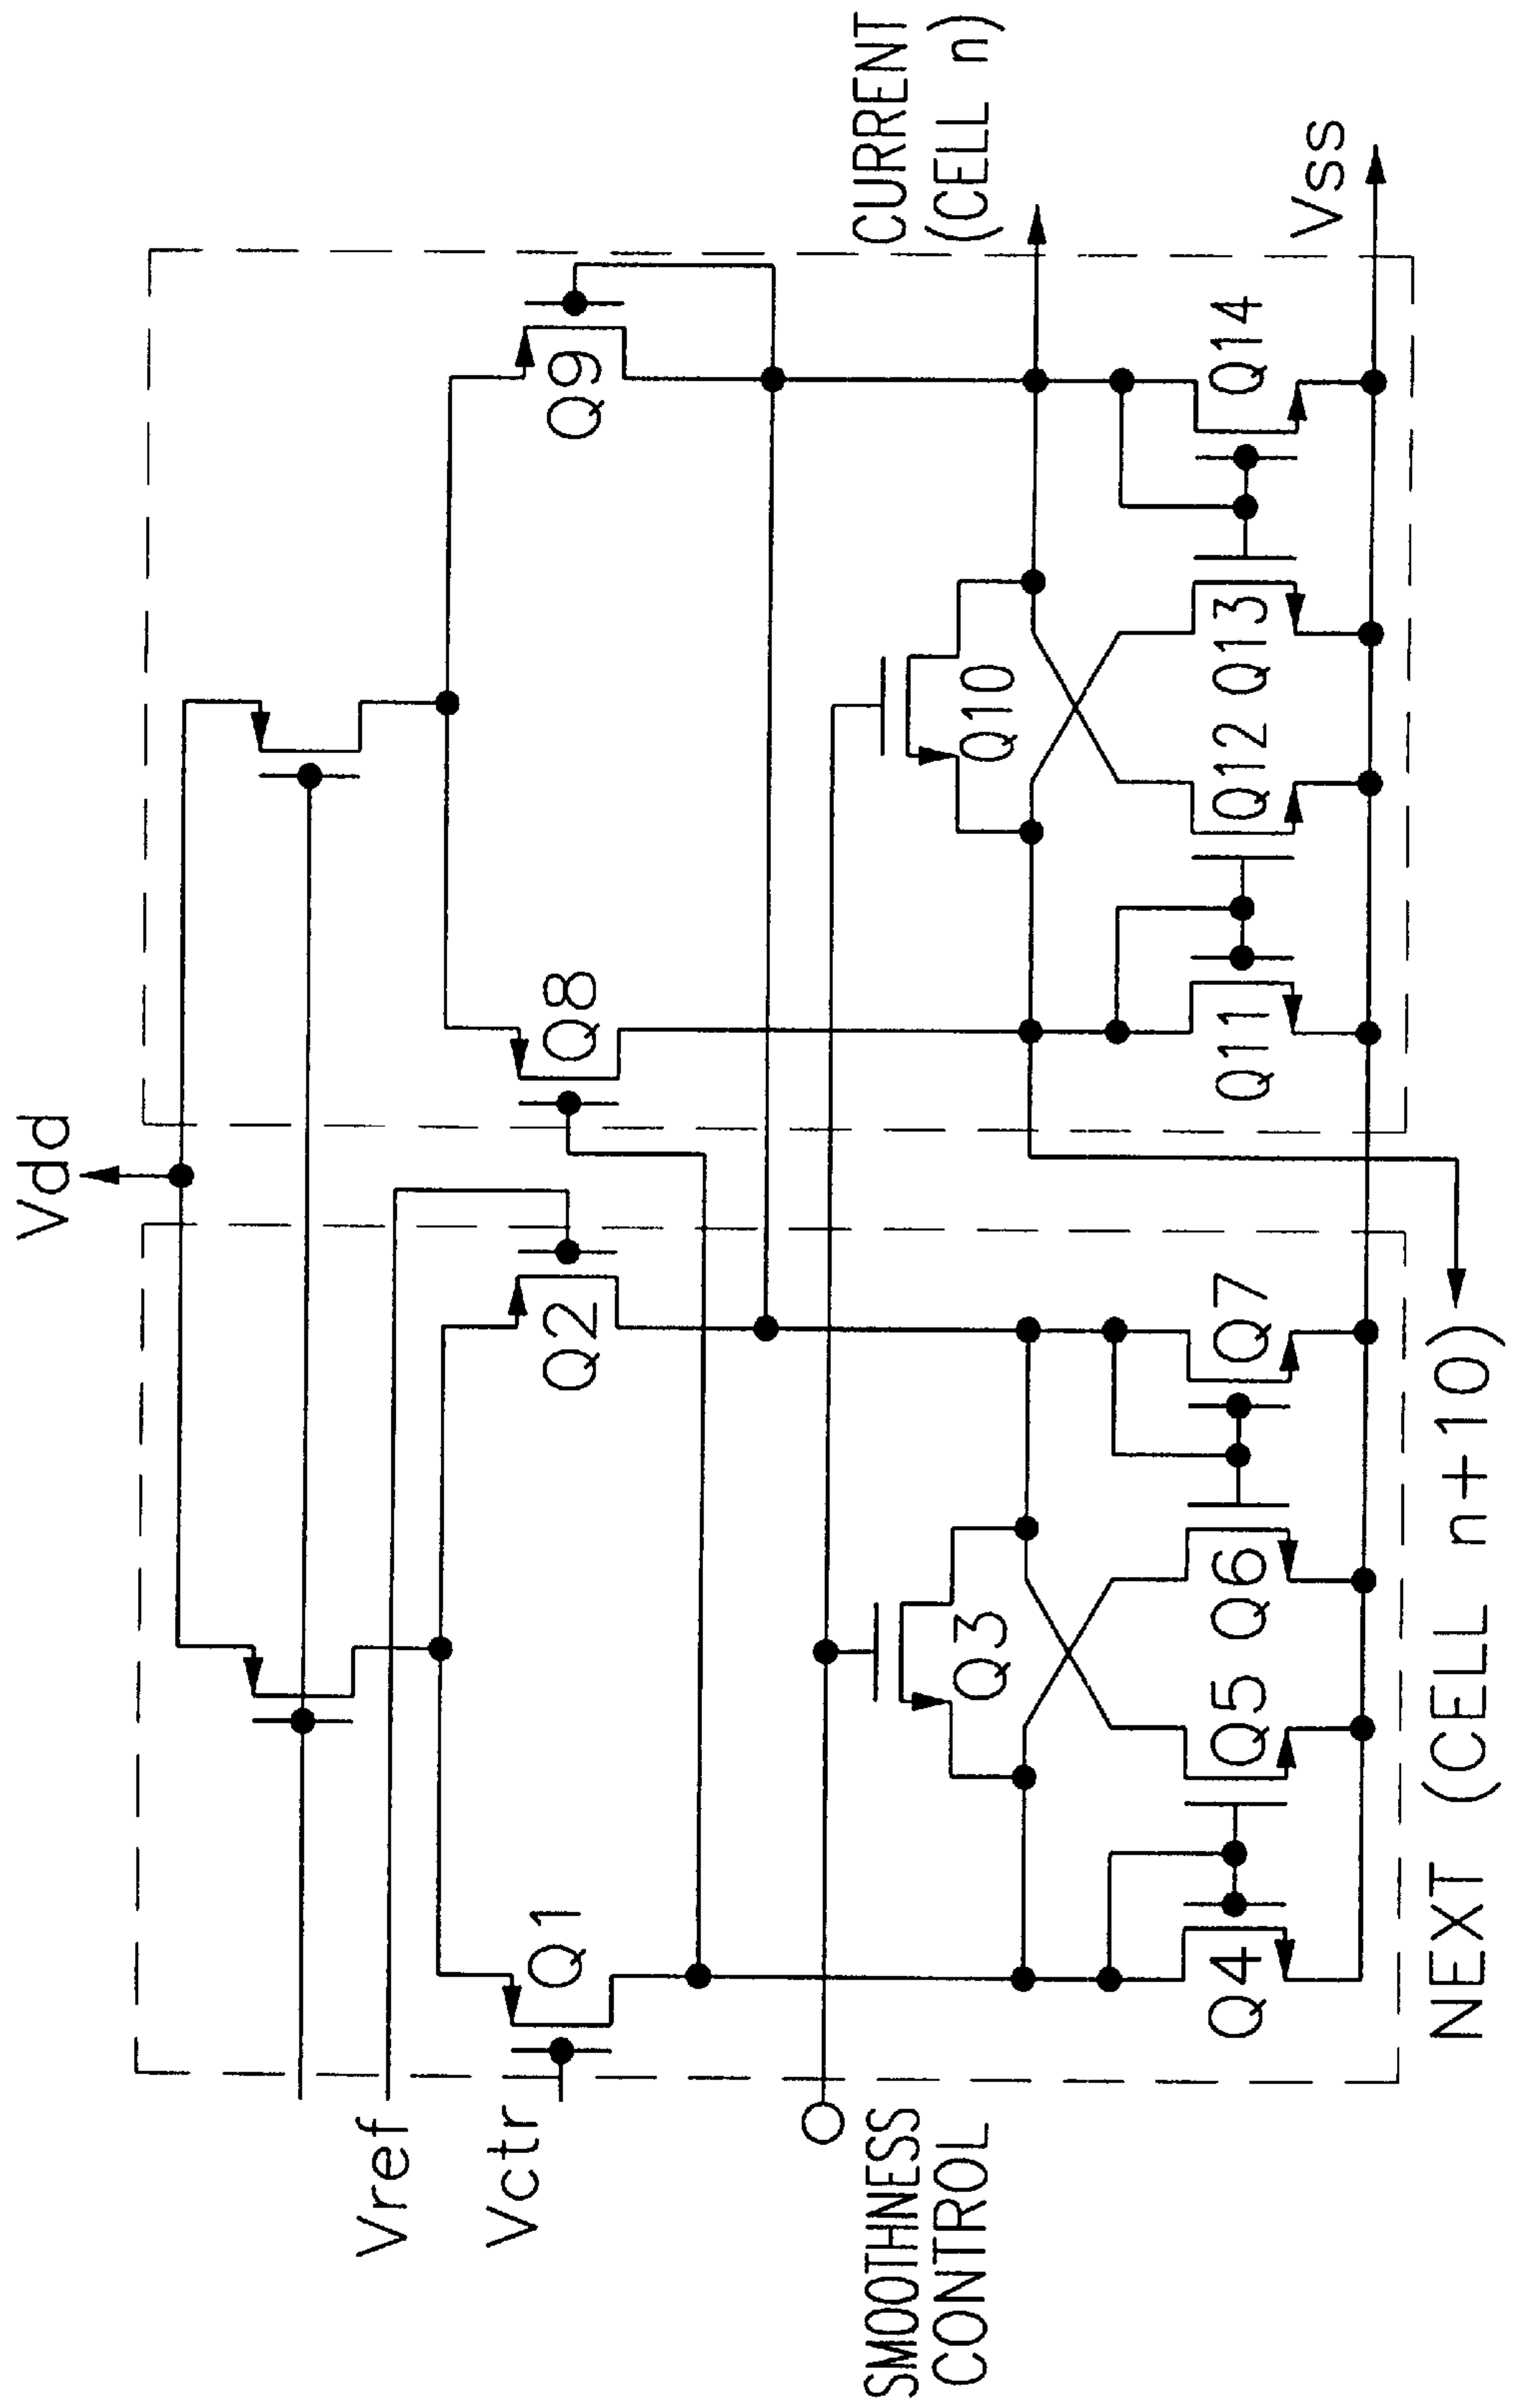 Vdd
Vref
Vctr
Q1
Q2
Q8
Q9
CURRENT
(CELL n)
SMOOTHNESS
CONTROL
Q3
Q10
Q4
Q5
Q6
Q7
Q11
Q12
Q13
Q14
Vss
NEXT (CELL n+10)